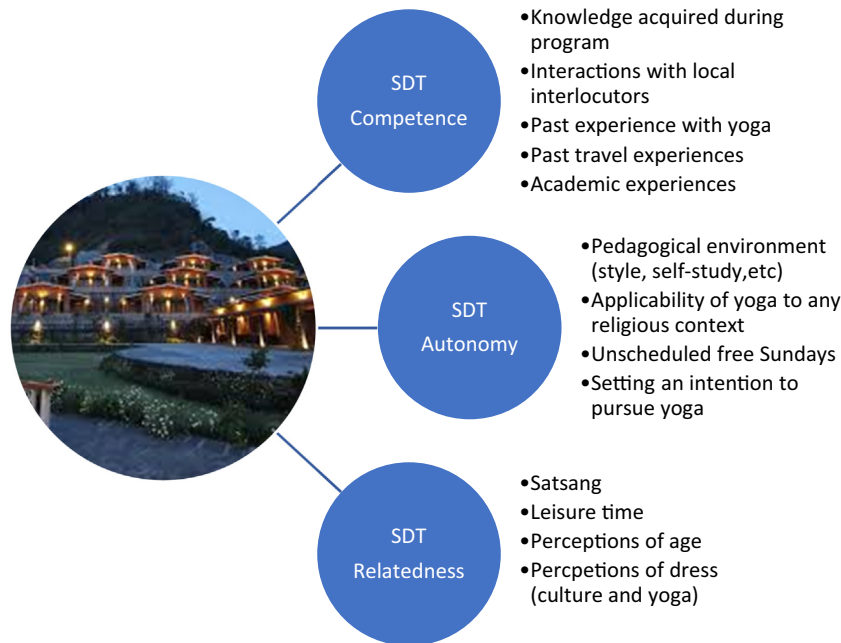 SDT
Competence
•Knowledge acquired during
program
•Interactions with local
interlocutors
•Past experience with yoga
•Past travel experiences
•Academic experiences
SDT
Autonomy
•Pedagogical environment
(style, self-study,etc)
•Applicability of yoga to any
religious context
•Unscheduled free Sundays
•Setting an intention to
pursue yoga
SDT
Relatedness
•Satsang
•Leisure time
•Perceptions of age
•Percpetions of dress
(culture and yoga)